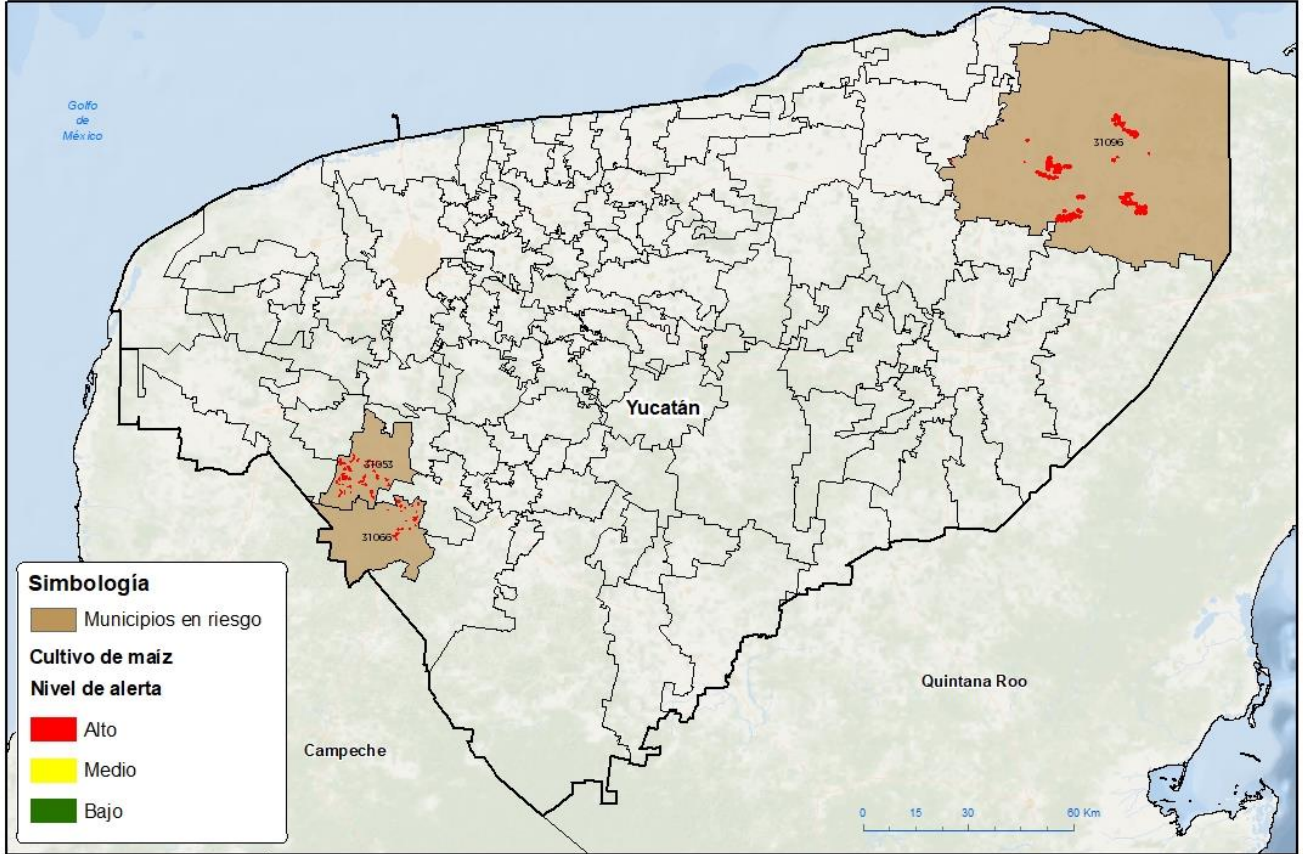 Golfo
de
México
31096
Yucatán
31053
31066
Simbología
Municipios en riesgo
Cultivo de maíz
Nivel de alerta
Alto
Medio
Bajo
Campeche
Quintana Roo
0 15 30 60 Km